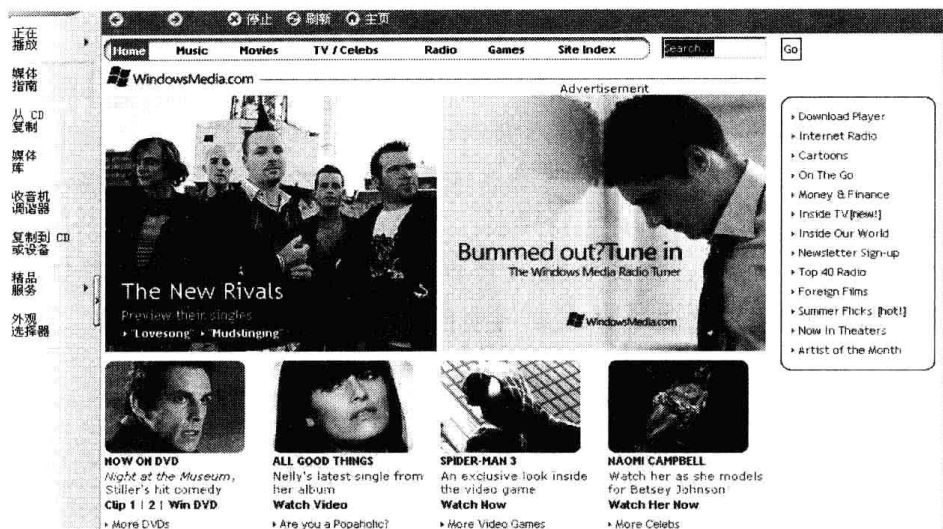 停止 刷新 主页
正在
播放
媒体
指南
从 CD
复制
媒体
库
收音机
调谐器
复制到 CD
或设备
精品
服务
外观
选择器
Home Music Movies TV / Celebs Radio Games Site Index Search... Go
WindowsMedia.com
Advertisement
The New Rivals
Preview their singles
"Lovesong" "Mudslinging"
Bummed out? Tune in
The Windows Media Radio Tuner
WindowsMedia.com
Download Player
Internet Radio
Cartoons
On The Go
Money & Finance
Inside TV [new!]
Inside Our World
Newsletter Sign-up
Top 40 Radio
Foreign Films
Summer Flicks [hot!]
Now In Theaters
Artist of the Month
NOW ON DVD
Night at the Museum,
Stiller's hit comedy
Clip 1 | 2 | Win DVD
More DVDs
ALL GOOD THINGS
Nelly's latest single from
her album
Watch Video
Are you a Popaholic?
SPIDER-MAN 3
An exclusive look inside
the video game
Watch Now
More Video Games
NAOMI CAMPBELL
Watch her as she models
for Betsey Johnson
Watch Her Now
More Celebs